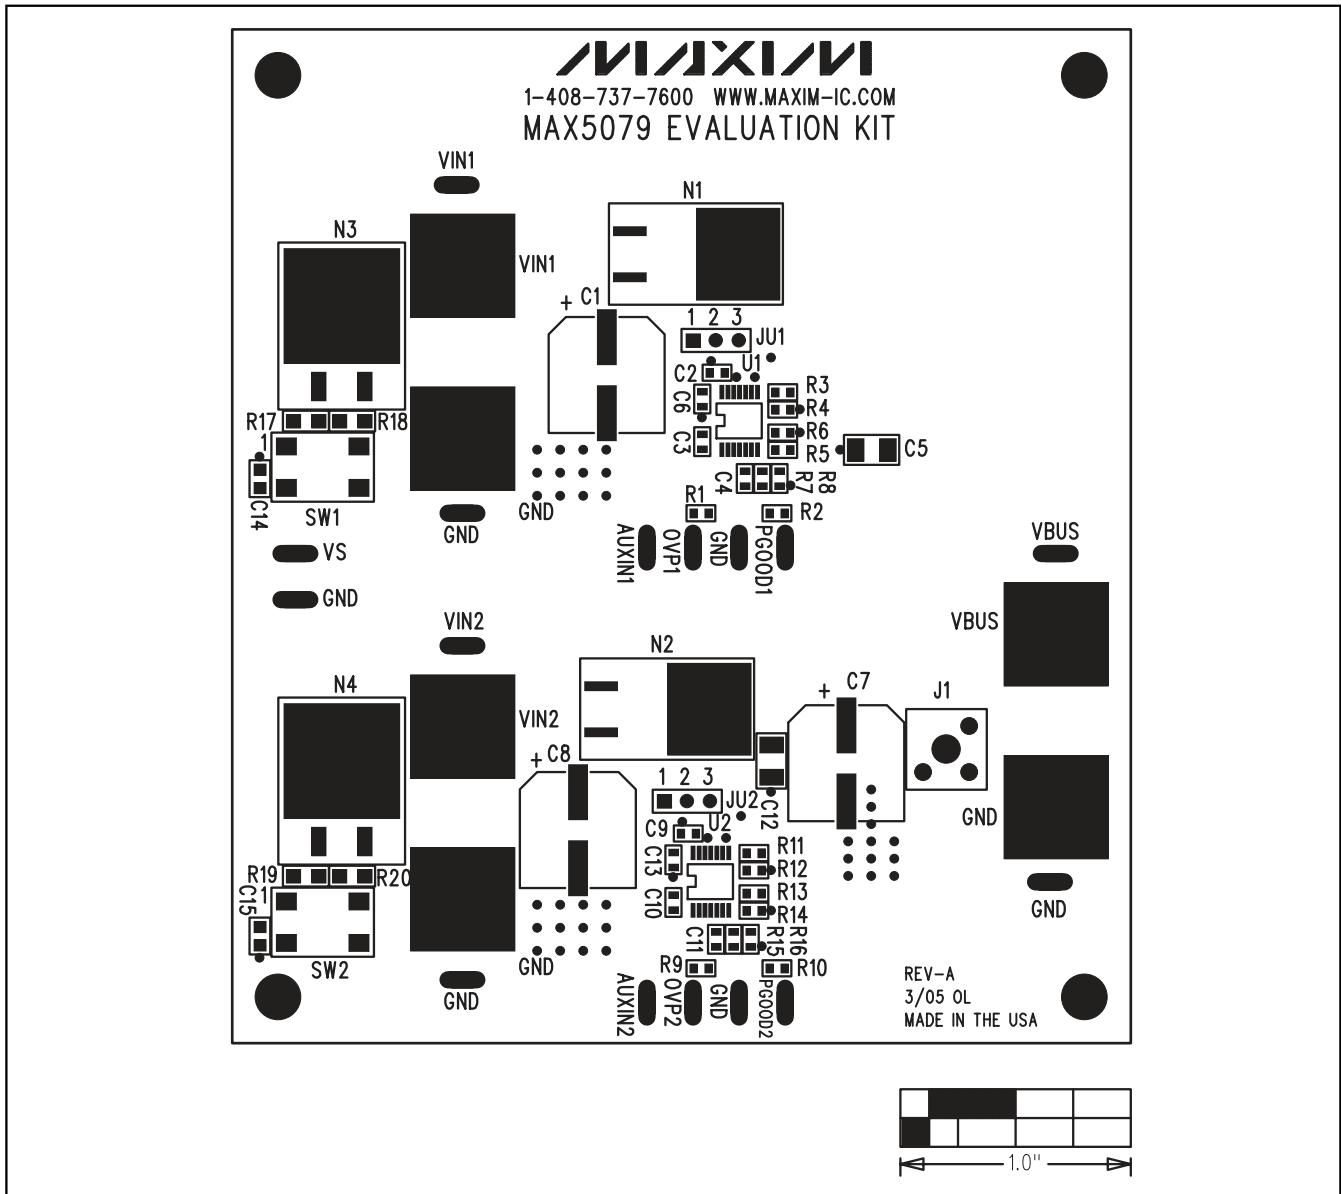 MAXIM
1-408-737-7600 WWW.MAXIM-IC.COM
MAX5079 EVALUATION KIT
VIN1
N1
N3
VIN1
+ C1
1 2 3
JU1
U1
C2
R3
C6
R4
R17
R18
R6
C3
R5
C5
1
C4
R7
R8
C14
SW1
R1
R2
GND
GND
AUXIN1
OVP1
GND
PGOOD1
VS
VBUS
GND
VIN2
VBUS
N2
N4
+ C7
J1
VIN2
+ C8
1 2 3
JU2
U2
C12
GND
C9
R11
C13
R12
R19
R20
R13
C10
R14
C15
1
GND
C11
R15
R16
SW2
GND
R9
R10
GND
AUXIN2
OVP2
GND
PGOOD2
REV-A
3/05 OL
MADE IN THE USA
1.0"